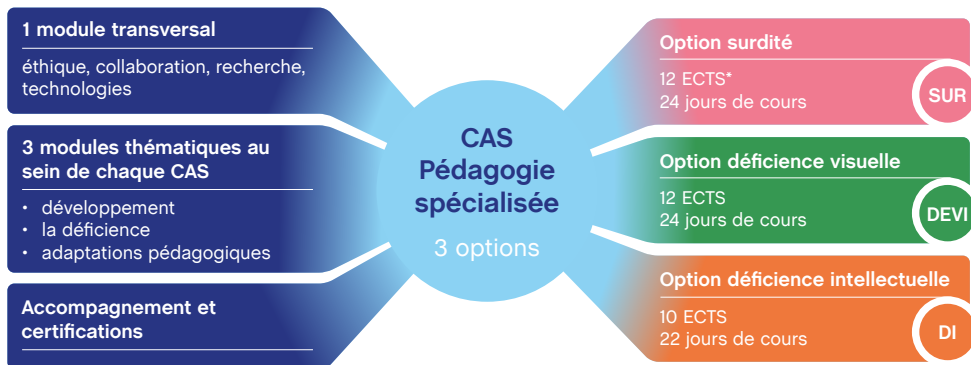 1 module transversal
éthique, collaboration, recherche,
technologies
3 modules thématiques au
sein de chaque CAS
• développement
• la déficience
• adaptations pédagogiques
Accompagnement et
certifications
CAS
Pédagogie
spécialisée
3 options
Option surdité
12 ECTS*
24 jours de cours
SUR
Option déficience visuelle
12 ECTS
24 jours de cours
DEVI
Option déficience intellectuelle
10 ECTS
22 jours de cours
DI